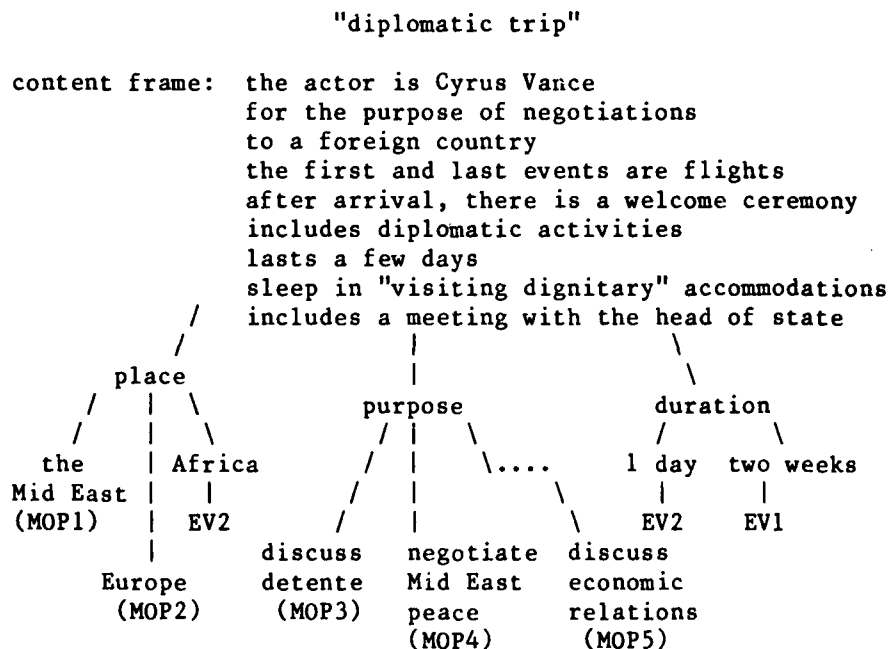 "diplomatic trip"
content frame: the actor is Cyrus Vance
for the purpose of negotiations
to a foreign country
the first and last events are flights
after arrival, there is a welcome ceremony
includes diplomatic activities
lasts a few days
sleep in "visiting dignitary" accommodations
includes a meeting with the head of state
place
purpose duration
the Africa .... 1 day two weeks
Mid East
(MOP1) EV2 EV2 EV1
discuss negotiate discuss
Europe detente Mid East economic
(MOP2) (MOP3) peace relations
(MOP4) (MOP5)